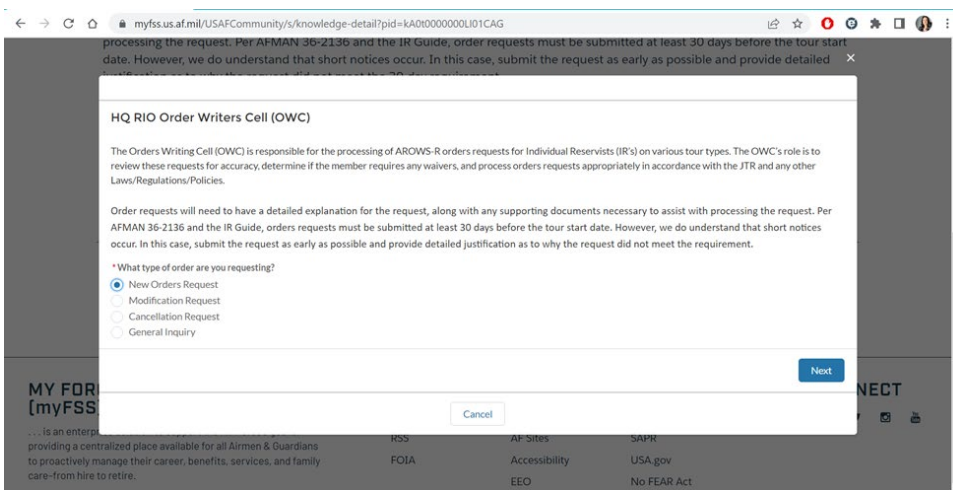 myfss.us.af.mil/USAFCommunity/s/knowledge-detail?pid=kA0t0000000LI01CAG
processing the request. Per AFMAN 36-2136 and the IR Guide, order requests must be submitted at least 30 days before the tour start
date. However, we do understand that short notices occur. In this case, submit the request as early as possible and provide detailed
HQ RIO Order Writers Cell (OWC)
The Orders Writing Cell (OWC) is responsible for the processing of AROWS-R orders requests for Individual Reservists (IR's) on various tour types. The OWC's role is to
review these requests for accuracy, determine if the member requires any waivers, and process orders requests appropriately in accordance with the JTR and any other
Laws/Regulations/Policies.
Order requests will need to have a detailed explanation for the request, along with any supporting documents necessary to assist with processing the request. Per
AFMAN 36-2136 and the IR Guide, orders requests must be submitted at least 30 days before the tour start date. However, we do understand that short notices
occur. In this case, submit the request as early as possible and provide detailed justification as to why the request did not meet the requirement.
*What type of order are you requesting?
New Orders Request
Modification Request
Cancellation Request
General Inquiry
Next
Cancel
MY FOR
NECT
[myFSS]
is an enterpr
providing a centralized place available for all Airmen & Guardians
to proactively manage their career, benefits, services, and family
care-from hire to retire.
RSS
AF Sites
SAPR
FOIA
Accessibility
USA.gov
EEO
No FEAR Act